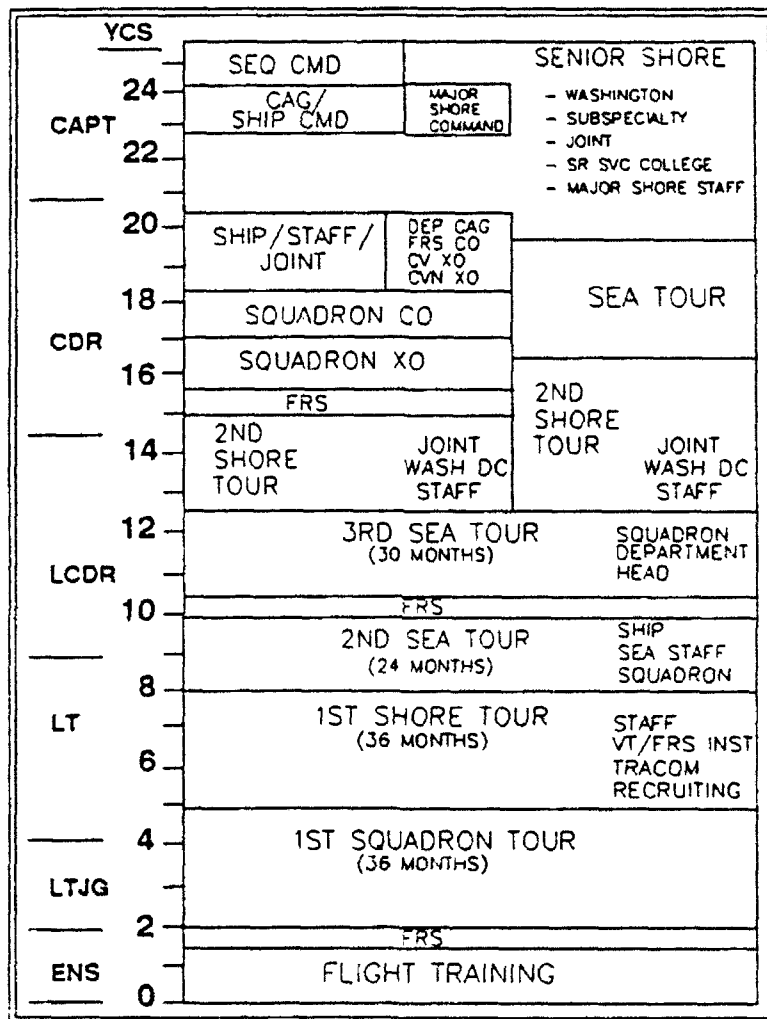 YCS
SEQ CMD
SENIOR SHORE
24
CAG/
SHIP CMD
MAJOR
SHORE
COMMAND
- WASHINGTON
- SUBSPECIALTY
- JOINT
- SR SVC COLLEGE
- MAJOR SHORE STAFF
CAPT
22
20
SHIP/STAFF/
JOINT
DEP CAG
FRS CO
CV XO
CVN XO
SEA TOUR
18
SQUADRON CO
CDR
SQUADRON XO
16
FRS
2ND
SHORE
TOUR
JOINT
WASH DC
STAFF
14
2ND
SHORE
TOUR
JOINT
WASH DC
STAFF
12
3RD SEA TOUR
(30 MONTHS)
SQUADRON
DEPARTMENT
HEAD
LCDR
10
FRS
2ND SEA TOUR
(24 MONTHS)
SHIP
SEA STAFF
SQUADRON
8
1ST SHORE TOUR
(36 MONTHS)
STAFF
VT/FRS INST
TRACOM
RECRUITING
LT
6
4
1ST SQUADRON TOUR
(36 MONTHS)
LTJG
2
FRS
ENS
FLIGHT TRAINING
0